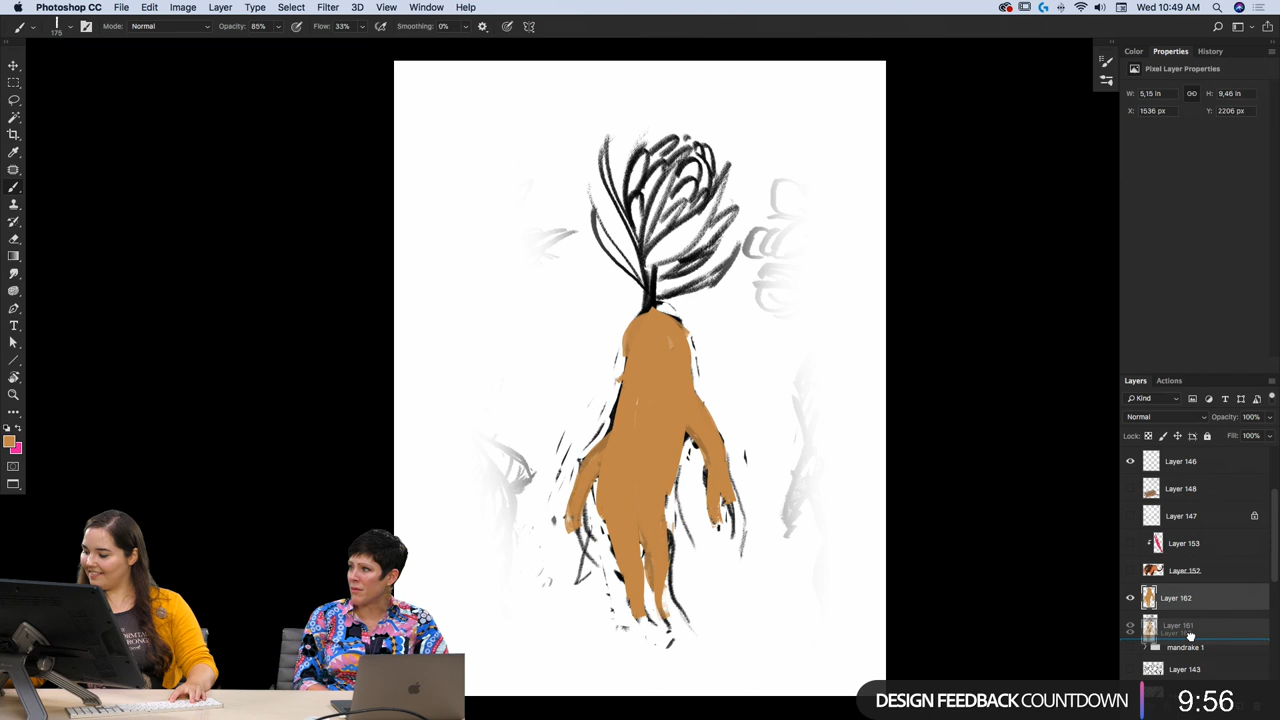 Photoshop CC File Edit Image Layer Type Select Filter 3D View Window Help Wed 10:49 AM
175 Mode: Normal Opacity: 85% Flow: 33% Smoothing: 0%
Color Properties History
Pixel Layer Properties
W: 5,15 in H: 9,46 in
X: 1536 px Y: 2206 px
Layers Actions
Kind
Normal Opacity: 100%
Lock: Fill: 100%
Layer 146
Layer 148
Layer 147
Layer 153
Layer 152
Layer 162
Layer 161
mandrake 1
Layer 143
DESIGN FEEDBACK COUNTDOWN 9:56